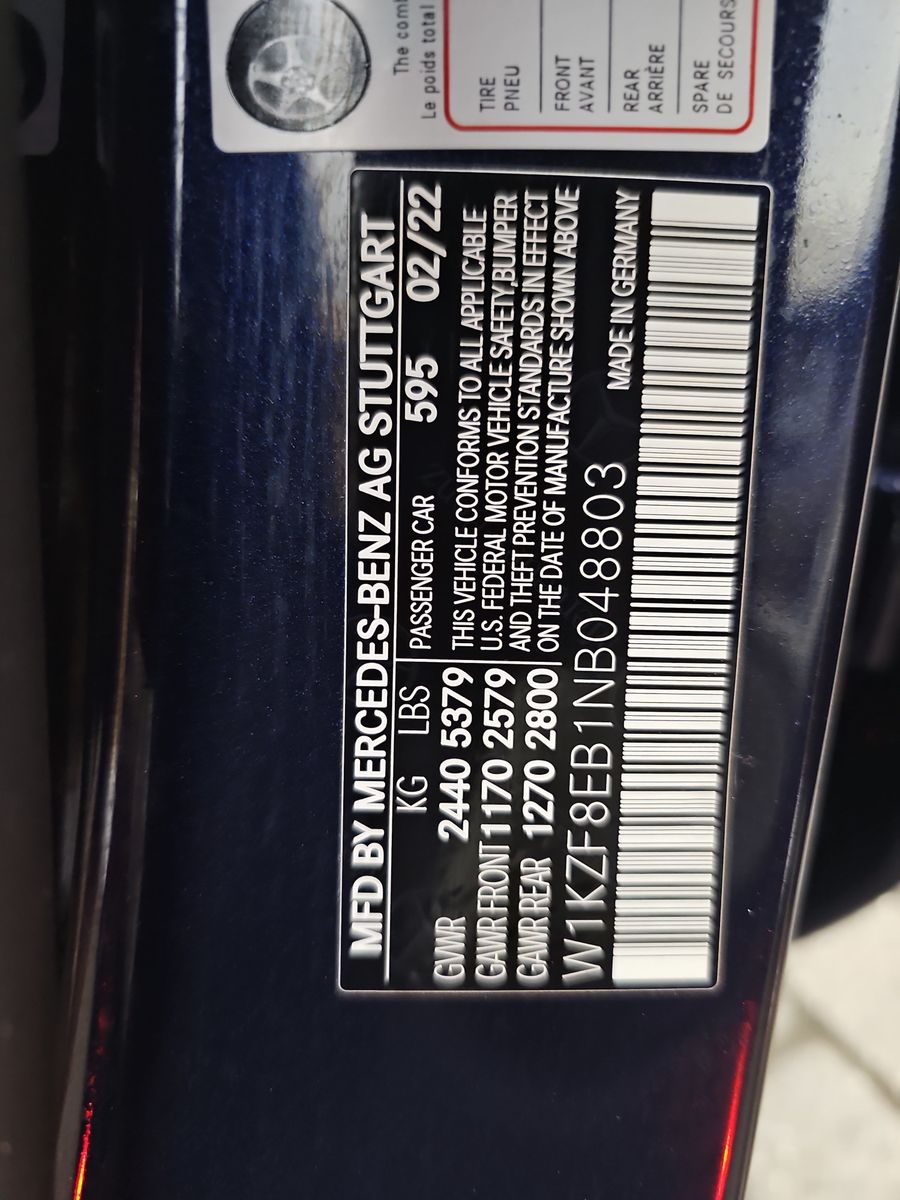 The
Le poids total
TIRE
PNEU
FRONT
AVANT
REAR
ARRIÈRE
SPARE
DE SECOURS
MFD BY MERCEDES-BENZ AG STUTTGART
KG LBS PASSENGER CAR 595 02/22
GVWR 2440 5379
GAWR FRONT 1170 2579
GAWR REAR 1270 2800
THIS VEHICLE CONFORMS TO ALL APPLICABLE
U.S. FEDERAL MOTOR VEHICLE SAFETY,BUMPER
AND THEFT PREVENTION STANDARDS IN EFFECT
ON THE DATE OF MANUFACTURE SHOWN ABOVE
W1KZF8EB1NB048803 MADE IN GERMANY